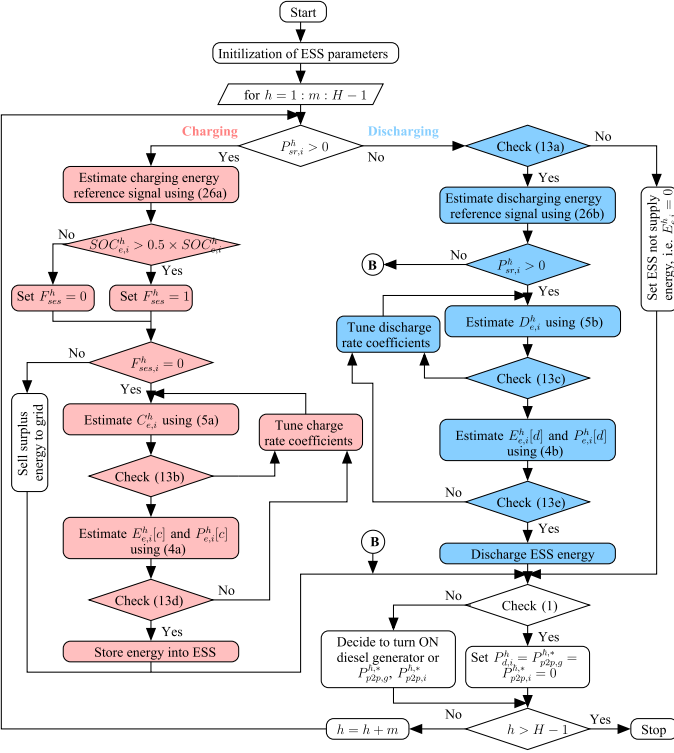 Start
Initilization of ESS parameters
for h = 1 : m : H − 1
Charging
Discharging
P^h_{sr,i} > 0
Yes
No
Check (13a)
No
Yes
Estimate charging energy
reference signal using (26a)
Estimate discharging energy
reference signal using (26b)
Set ESS not supply
energy, i.e. E^h_{e,i} = 0
No
SOC^h_{e,i} > 0.5 × SOC^h_{e,i}
Yes
B
No
P^h_{sr,i} > 0
Yes
Set F^h_{ses} = 0
Set F^h_{ses} = 1
Tune discharge
rate coefficients
Estimate D^h_{e,i} using (5b)
No
F^h_{ses,i} = 0
Yes
Check (13c)
Sell surplus
energy to grid
Estimate C^h_{e,i} using (5a)
Tune charge
rate coefficients
Estimate E^h_{e,i}[d] and P^h_{e,i}[d]
using (4b)
Check (13b)
No
Check (13e)
Yes
Estimate E^h_{e,i}[c] and P^h_{e,i}[c]
using (4a)
B
Discharge ESS energy
Check (13d)
No
Yes
No
Check (1)
Yes
Store energy into ESS
Decide to turn ON
diesel generator or
P^{h,*}_{p2p,g}, P^{h,*}_{p2p,i}
Set P^h_{d,i} = P^{h,*}_{p2p,g} =
P^{h,*}_{p2p,i} = 0
h = h + m
No
h > H − 1
Yes
Stop